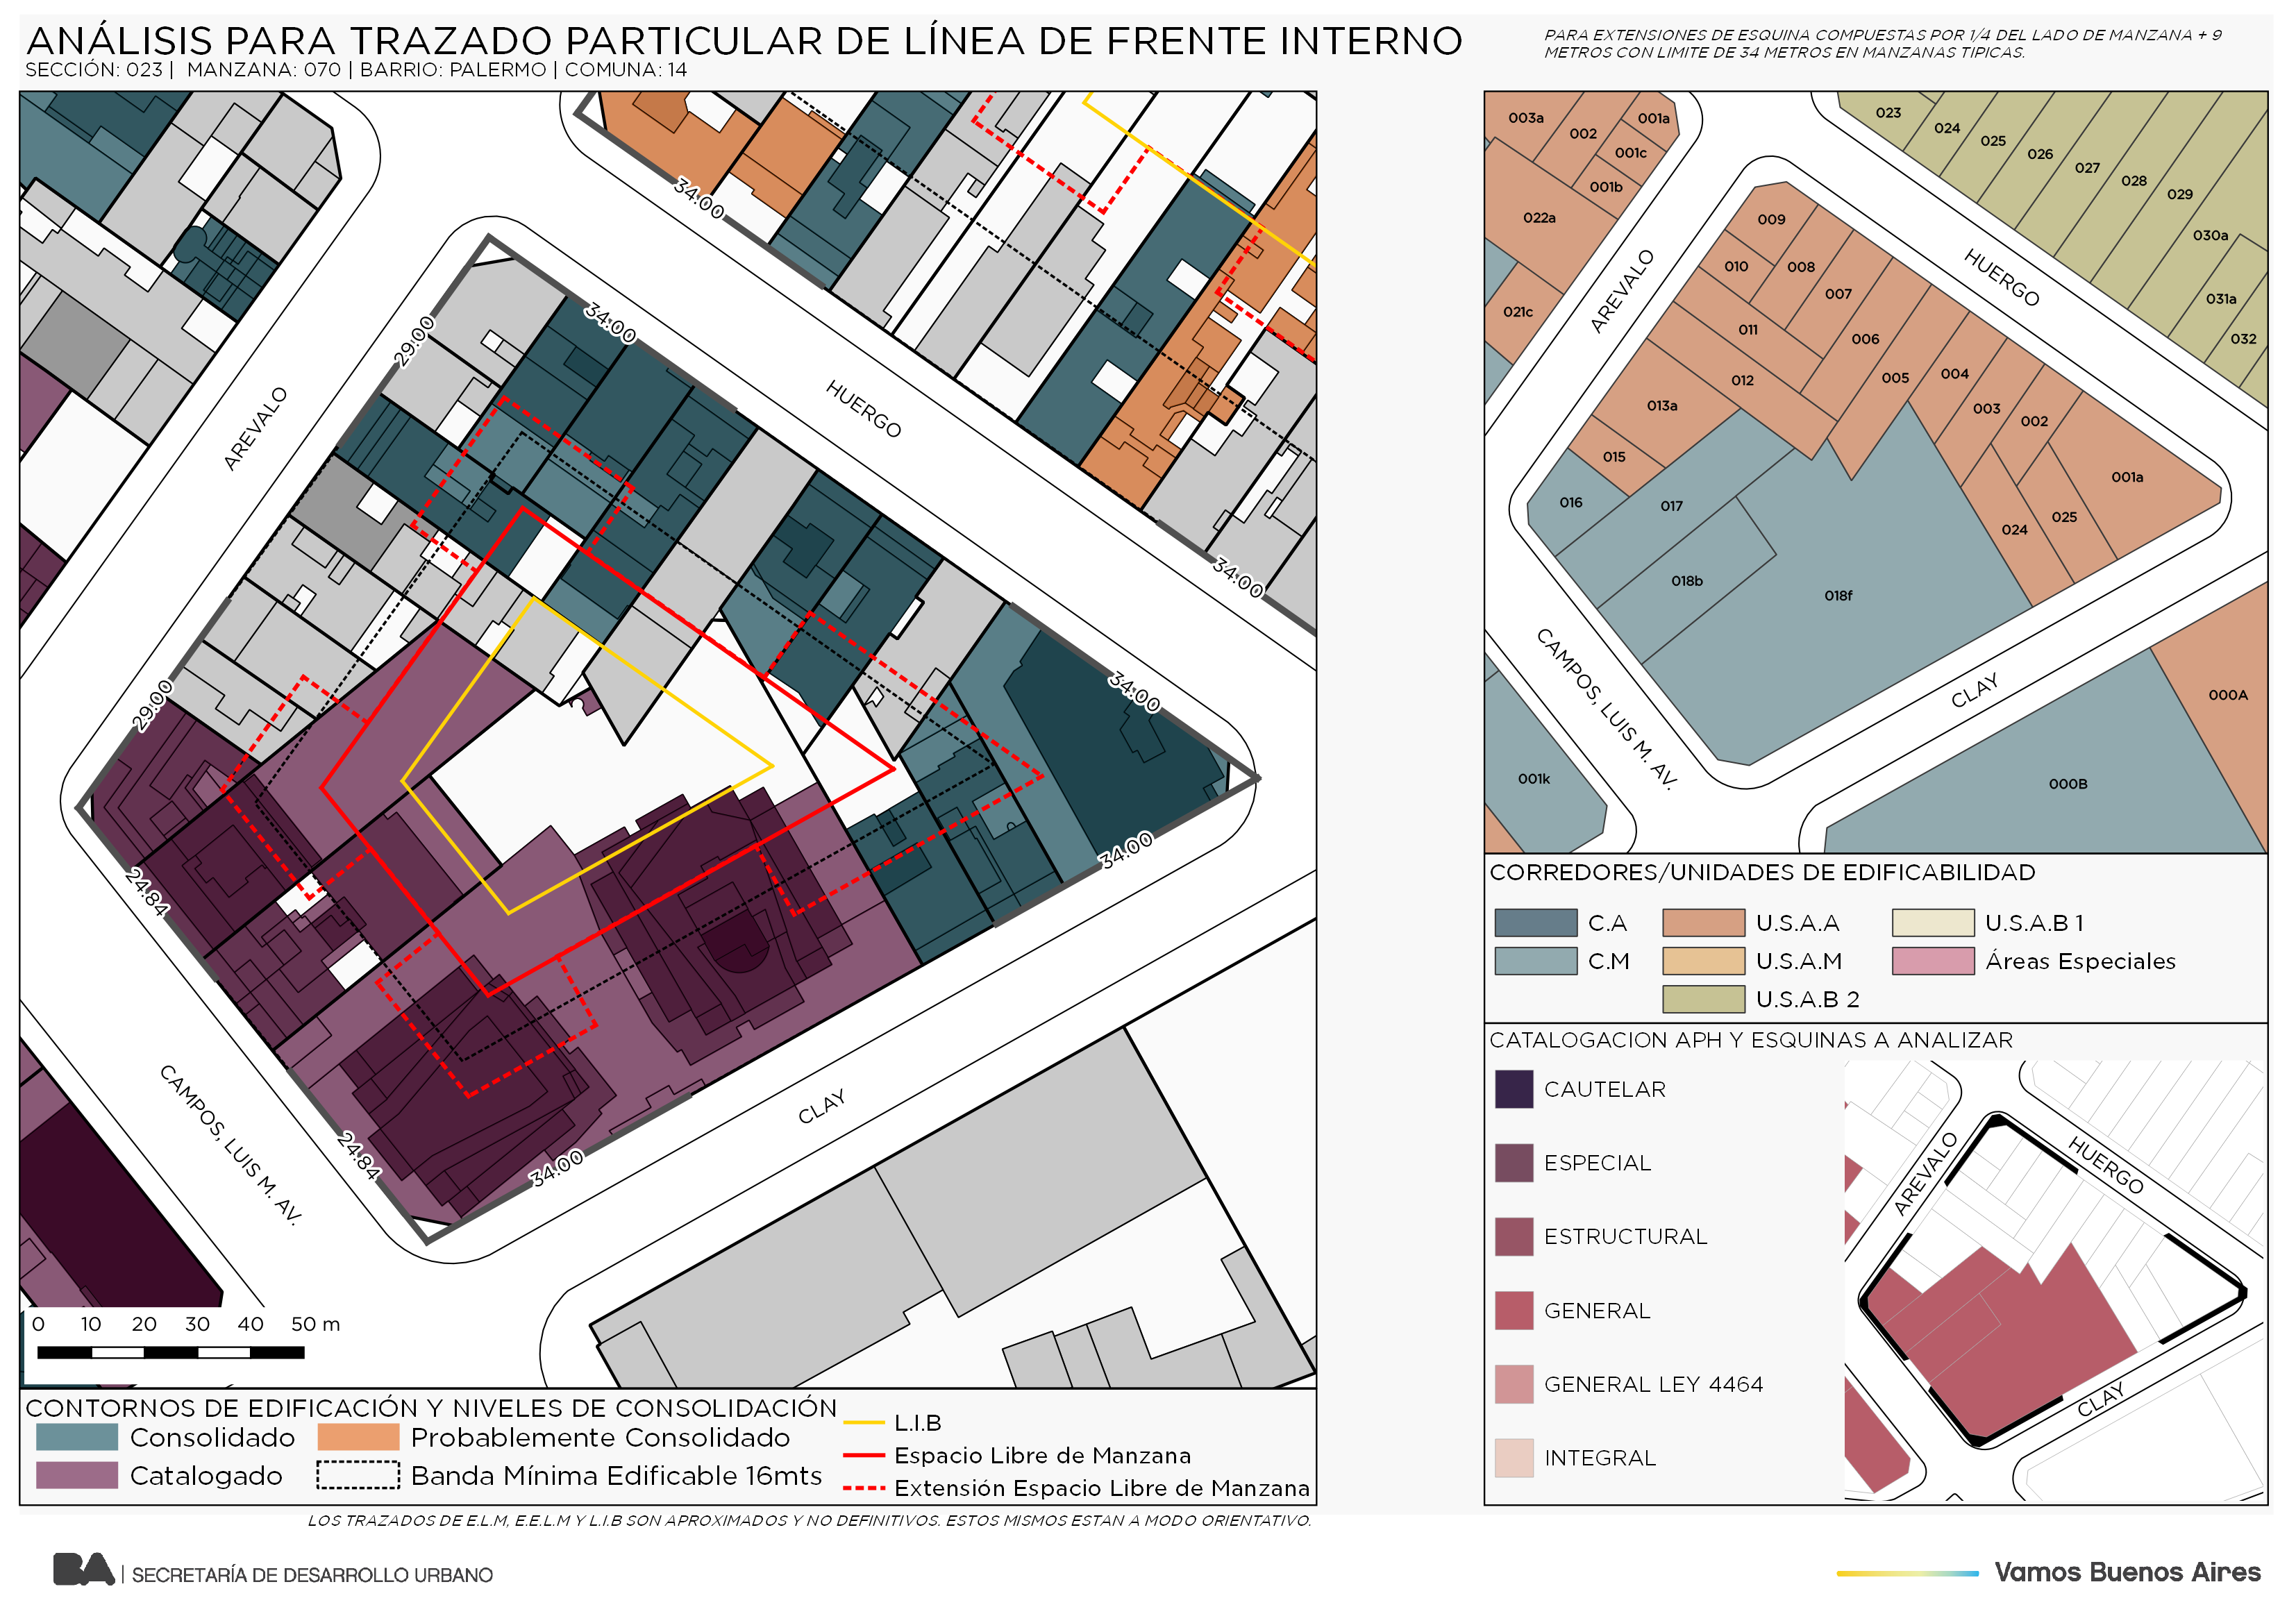 ANÁLISIS PARA TRAZADO PARTICULAR DE LÍNEA DE FRENTE INTERNO
SECCIÓN: 023 | MANZANA: 070 | BARRIO: PALERMO | COMUNA: 14
PARA EXTENSIONES DE ESQUINA COMPUESTAS POR 1/4 DEL LADO DE MANZANA + 9
METROS CON LIMITE DE 34 METROS EN MANZANAS TIPICAS.
34.00
34.00
29.00
HUERGO
AREVALO
34.00
29.00
34.00
34.00
24.84
24.84
34.00
CLAY
CAMPOS, LUIS M. AV.
0 10 20 30 40 50 m
CONTORNOS DE EDIFICACIÓN Y NIVELES DE CONSOLIDACIÓN
Consolidado
Probablemente Consolidado
Catalogado
Banda Mínima Edificable 16mts
L.I.B
Espacio Libre de Manzana
Extensión Espacio Libre de Manzana
LOS TRAZADOS DE E.L.M, E.E.L.M Y L.I.B SON APROXIMADOS Y NO DEFINITIVOS. ESTOS MISMOS ESTAN A MODO ORIENTATIVO.
003a
002
001a
001c
001b
022a
021c
023
024
025
026
027
028
029
030a
031a
032
AREVALO
HUERGO
009
010
008
007
011
006
012
005
004
013a
003
002
015
001a
016
017
025
024
018b
018f
CAMPOS, LUIS M. AV.
CLAY
001k
000A
000B
CORREDORES/UNIDADES DE EDIFICABILIDAD
C.A
U.S.A.A
U.S.A.B 1
C.M
U.S.A.M
Áreas Especiales
U.S.A.B 2
CATALOGACION APH Y ESQUINAS A ANALIZAR
CAUTELAR
ESPECIAL
ESTRUCTURAL
GENERAL
GENERAL LEY 4464
INTEGRAL
AREVALO
HUERGO
CLAY
BA | SECRETARÍA DE DESARROLLO URBANO
Vamos Buenos Aires